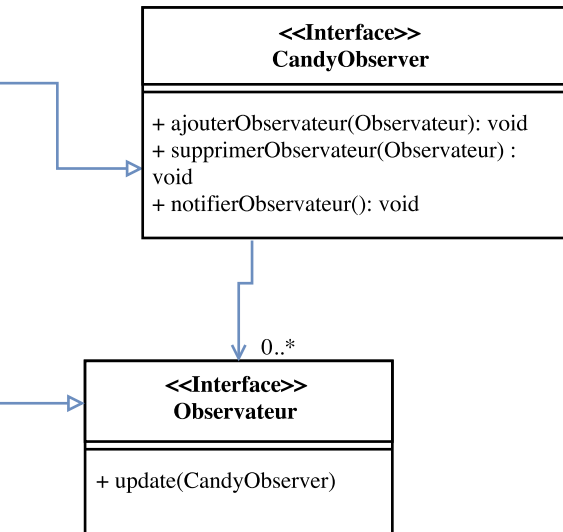 <<Interface>>
CandyObserver
+ ajouterObservateur(Observateur): void
+ supprimerObservateur(Observateur) :
void
+ notifierObservateur(): void
0..*
<<Interface>>
Observateur
+ update(CandyObserver)